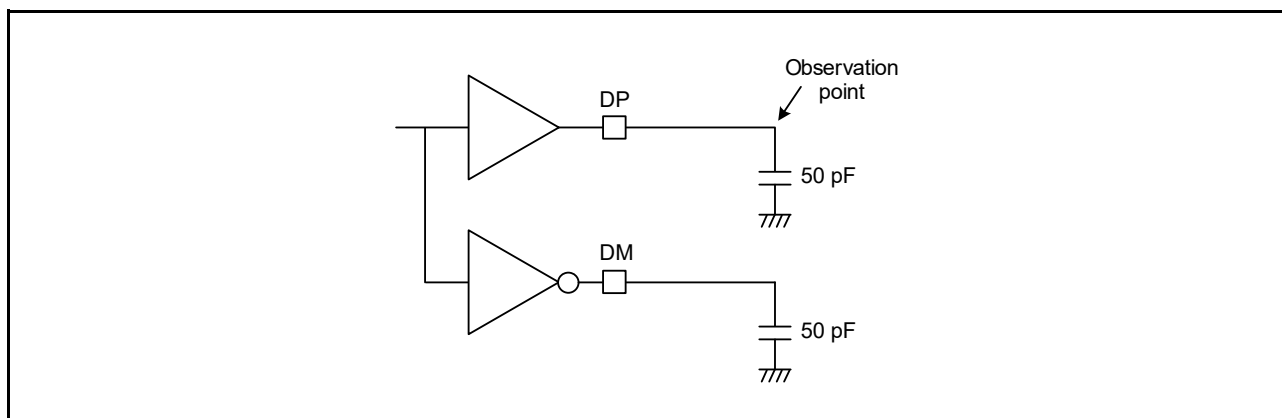 Observation
point
DP
50 pF
DM
50 pF